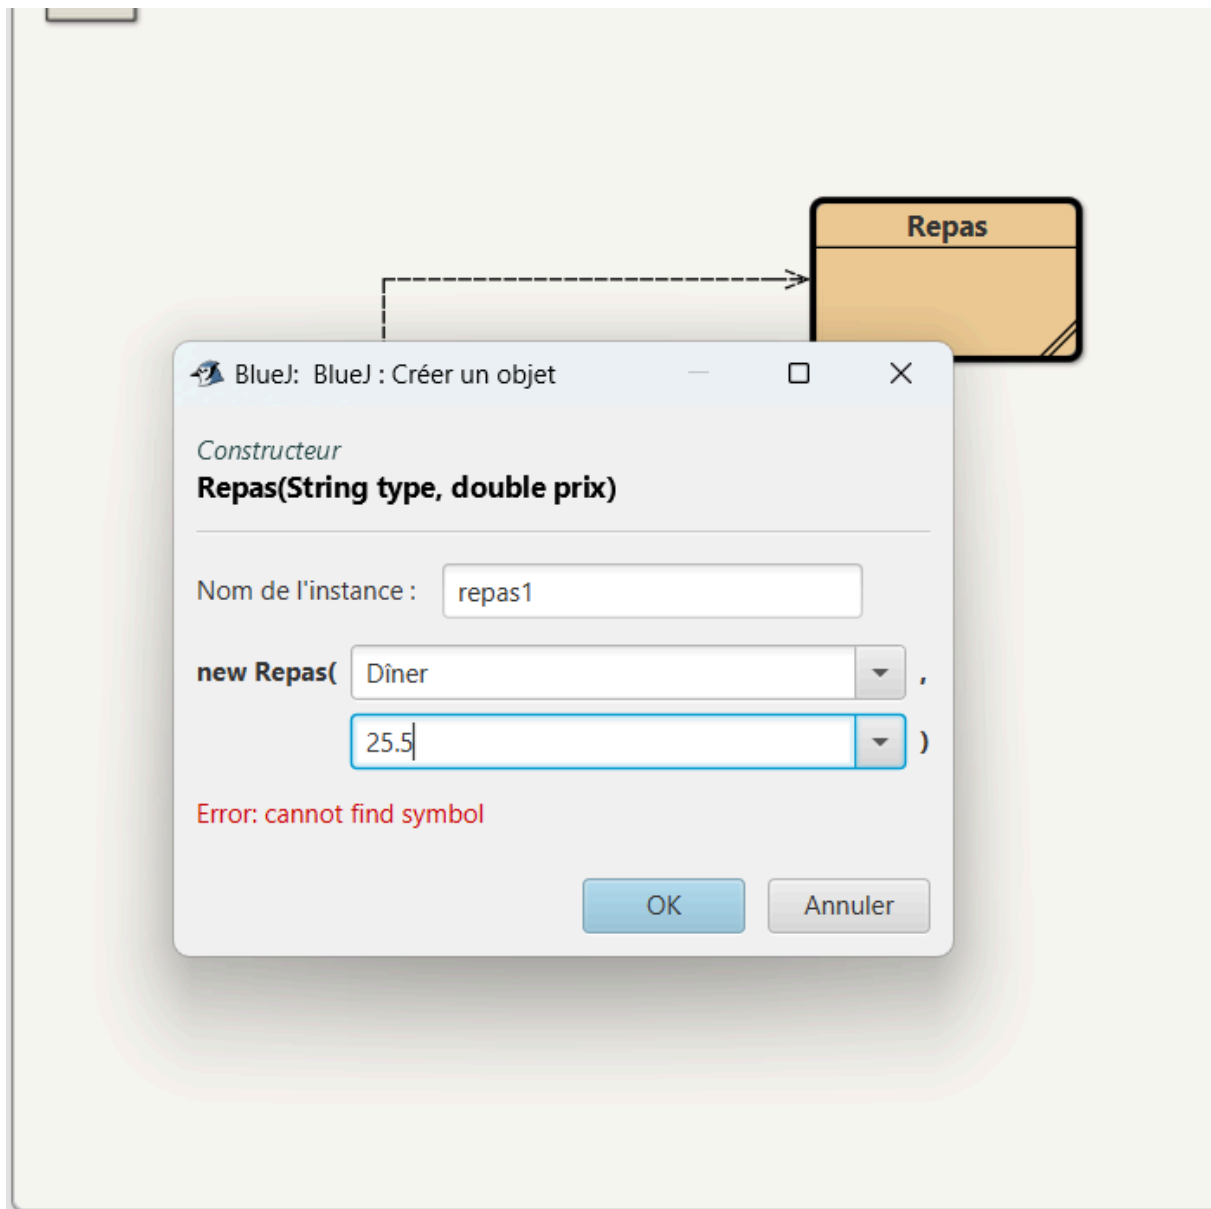 Repas
BlueJ:  BlueJ : Créer un objet
Constructeur
Repas(String type, double prix)
Nom de l'instance : repas1
new Repas( Dîner ,
25.5 )
Error: cannot find symbol
OK Annuler